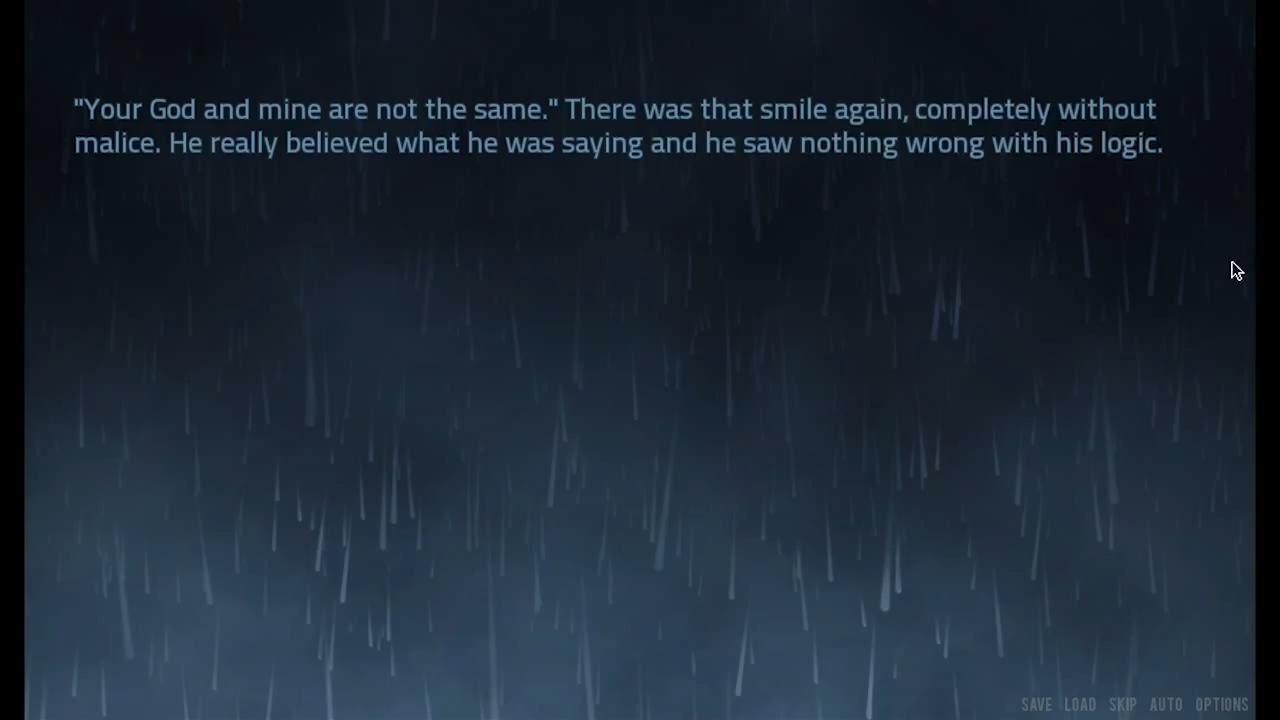 "Your God and mine are not the same." There was that smile again, completely without
malice. He really believed what he was saying and he saw nothing wrong with his logic.
SAVE LOAD SKIP AUTO OPTIONS